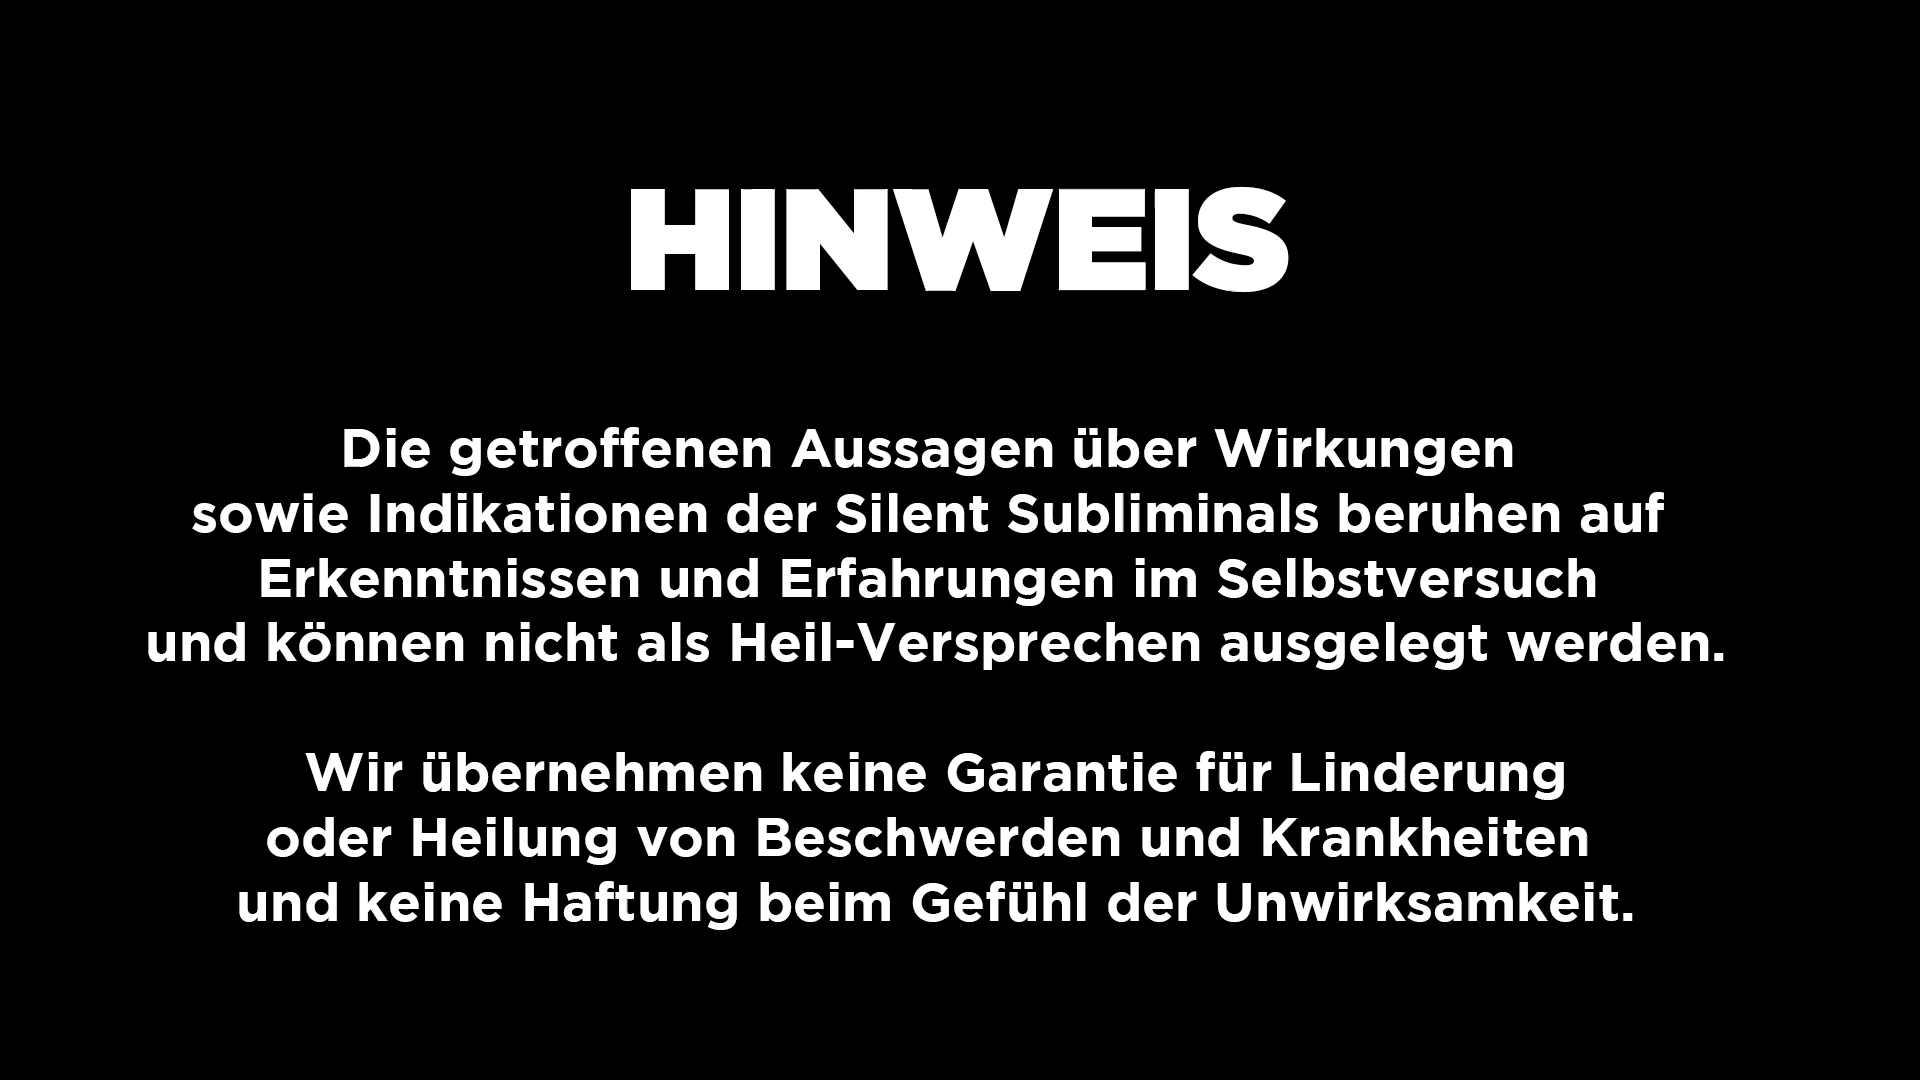 HINWEIS
Die getroffenen Aussagen über Wirkungen
sowie Indikationen der Silent Subliminals beruhen auf
Erkenntnissen und Erfahrungen im Selbstversuch
und können nicht als Heil-Versprechen ausgelegt werden.
Wir übernehmen keine Garantie für Linderung
oder Heilung von Beschwerden und Krankheiten
und keine Haftung beim Gefühl der Unwirksamkeit.